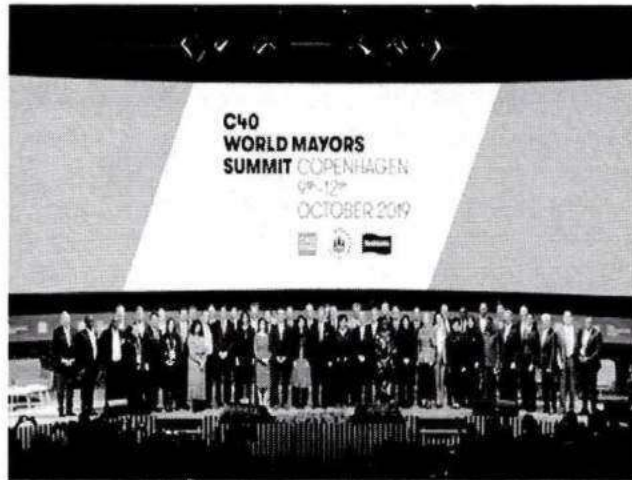 C40
WORLD MAYORS
SUMMIT COPENHAGEN
9th-12th
OCTOBER 2019